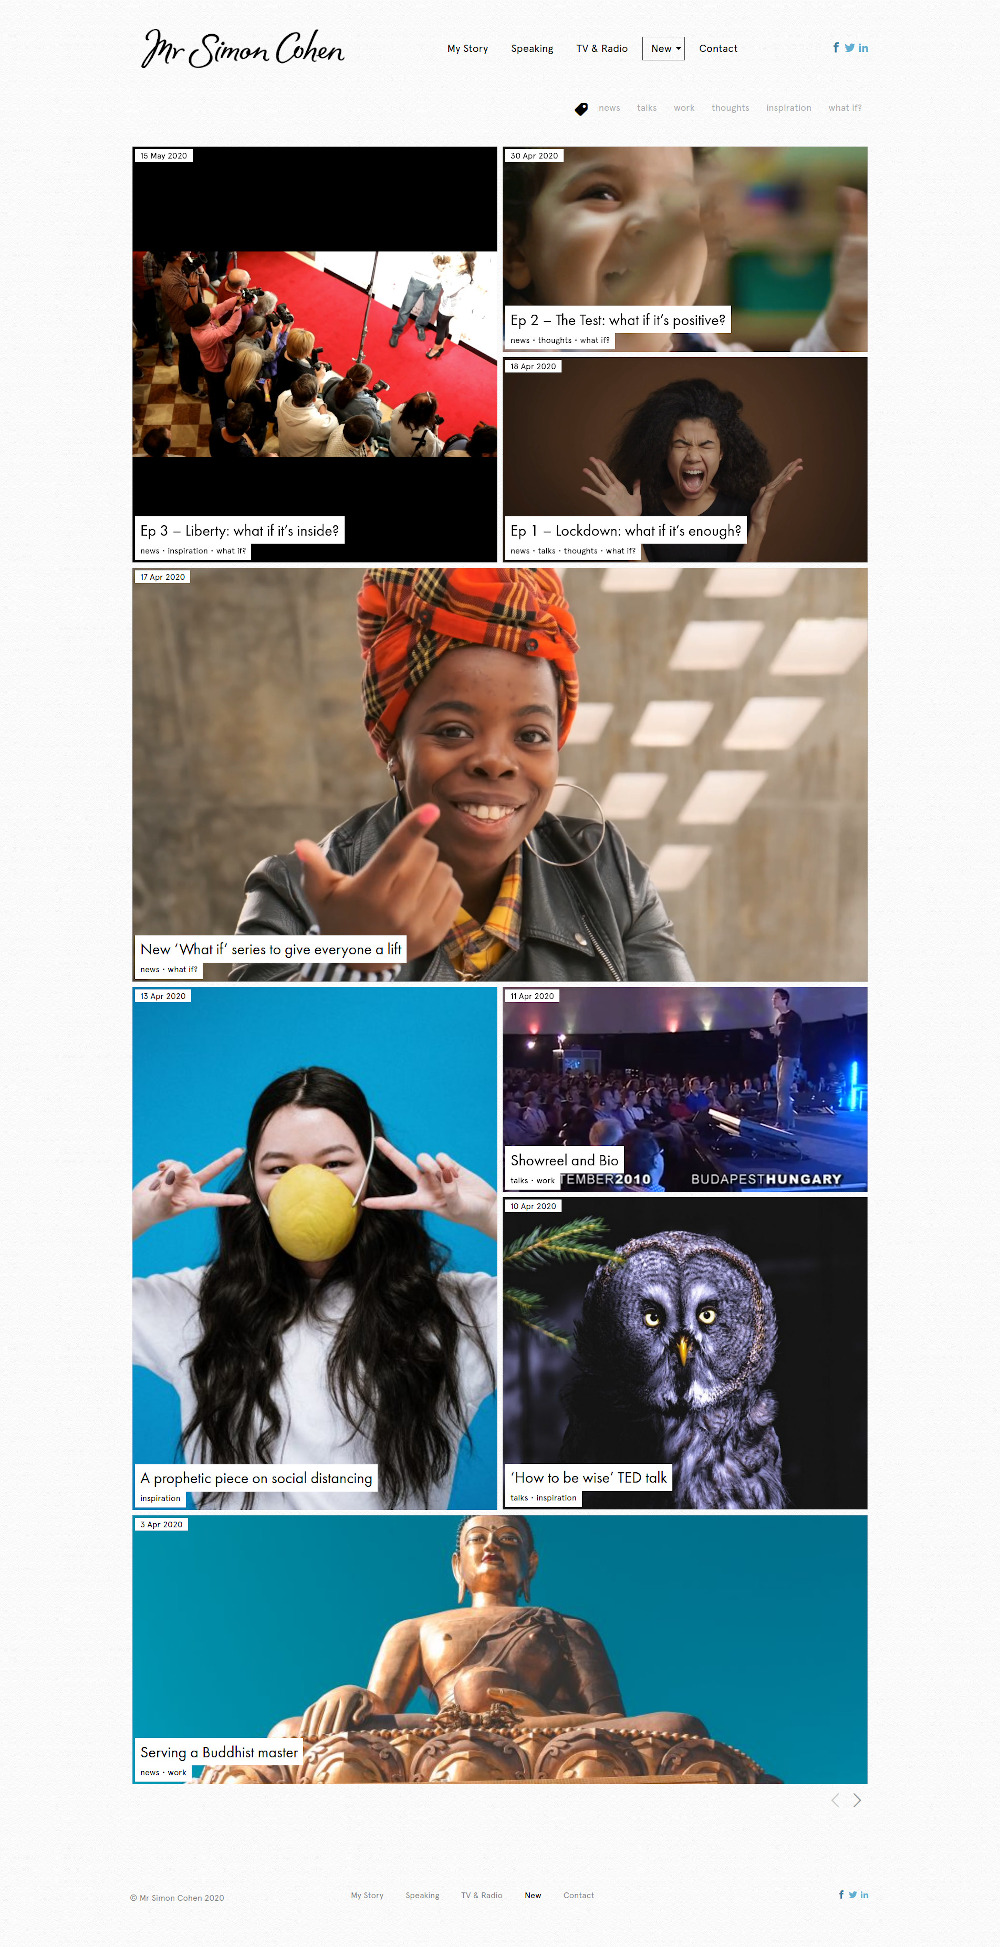 Mr Simon Cohen
My Story
Speaking
TV & Radio
New
Contact
news
talks
work
thoughts
inspiration
what if?
15 May 2020
Ep 3 – Liberty: what if it's inside?
news · inspiration · what if?
30 Apr 2020
Ep 2 – The Test: what if it's positive?
news · thoughts · what if?
18 Apr 2020
Ep 1 – Lockdown: what if it's enough?
news · talks · thoughts · what if?
17 Apr 2020
New ‘What if’ series to give everyone a lift
news · what if?
13 Apr 2020
A prophetic piece on social distancing
inspiration
11 Apr 2020
Showreel and Bio
talks · work
TEMBER2010
BUDAPESTHUNGARY
10 Apr 2020
‘How to be wise’ TED talk
talks · inspiration
3 Apr 2020
Serving a Buddhist master
news · work
© Mr Simon Cohen 2020
My Story
Speaking
TV & Radio
New
Contact